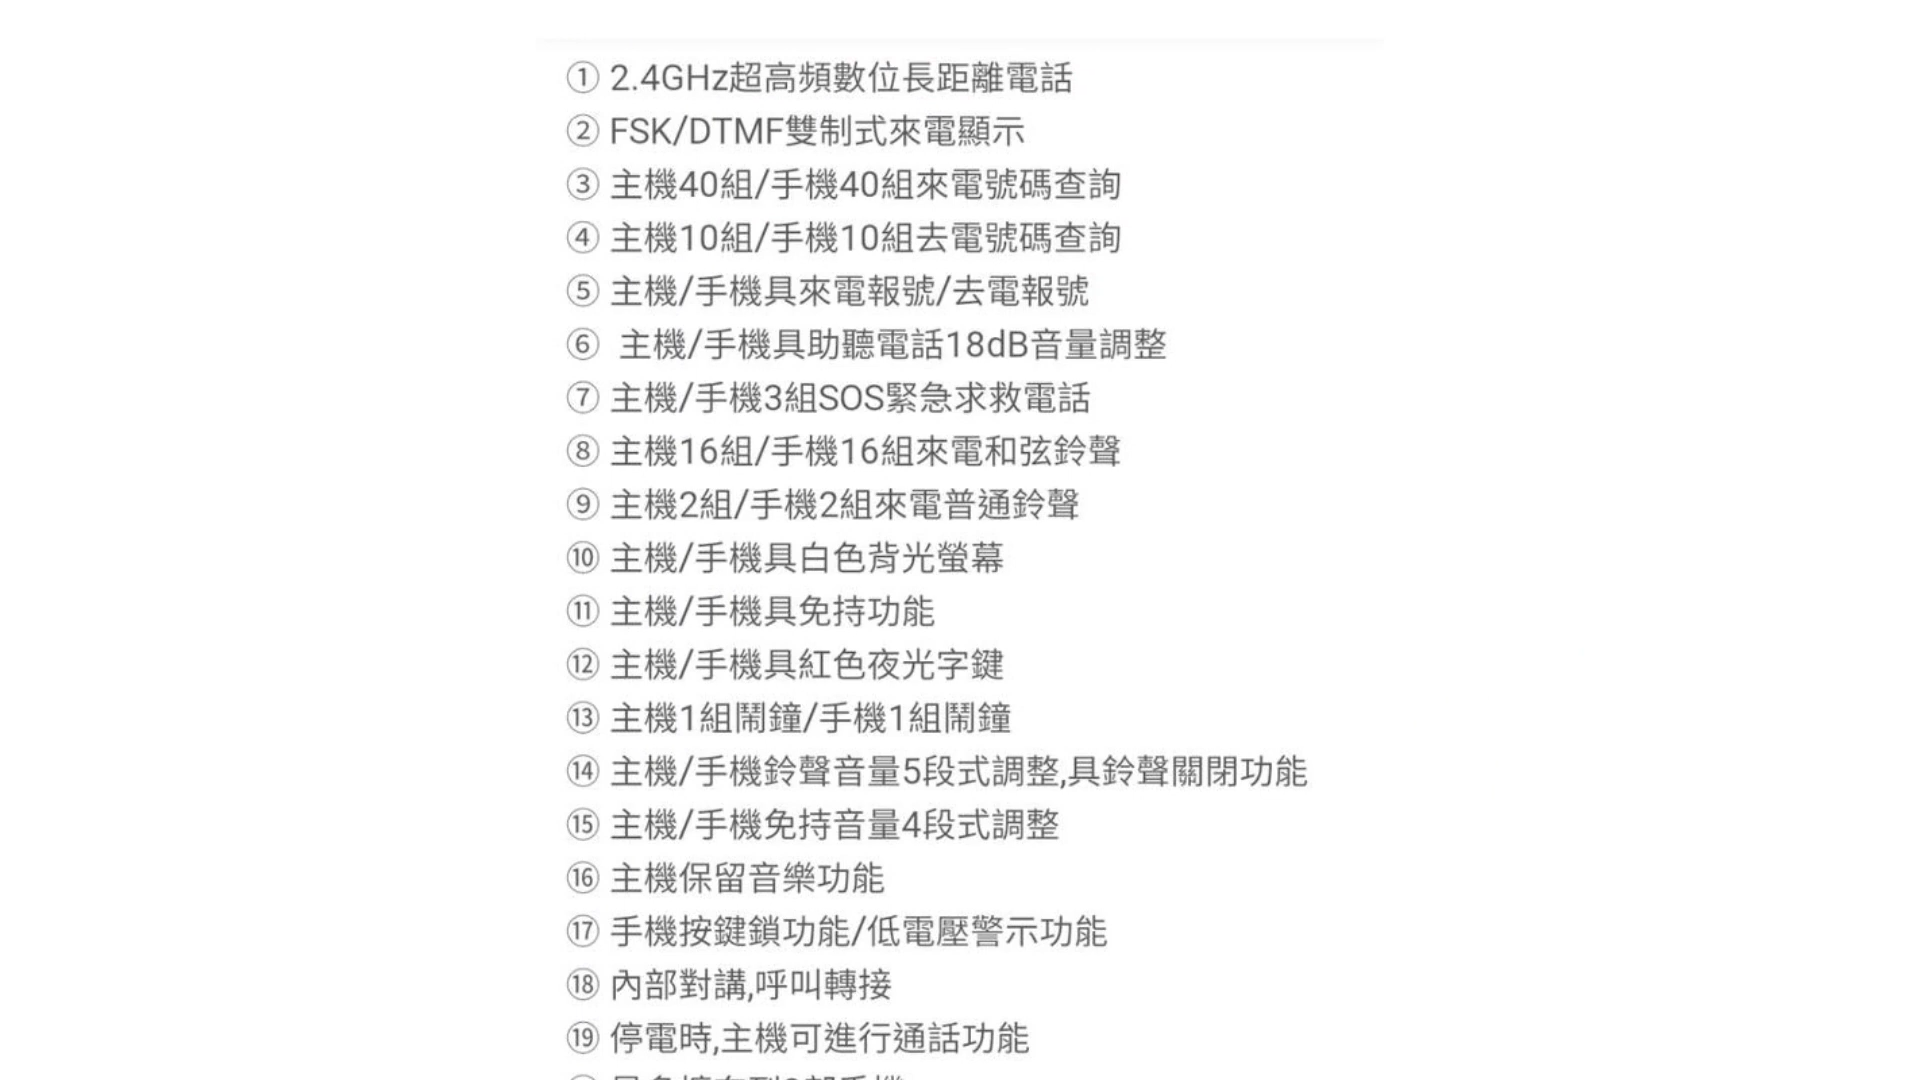 ① 2.4GHz超高頻數位長距離電話
② FSK/DTMF雙制式來電顯示
③ 主機40組/手機40組來電號碼查詢
④ 主機10組/手機10組去電號碼查詢
⑤ 主機/手機具來電報號/去電報號
⑥ 主機/手機具助聽電話18dB音量調整
⑦ 主機/手機3組SOS緊急求救電話
⑧ 主機16組/手機16組來電和弦鈴聲
⑨ 主機2組/手機2組來電普通鈴聲
⑩ 主機/手機具白色背光螢幕
⑪ 主機/手機具免持功能
⑫ 主機/手機具紅色夜光字鍵
⑬ 主機1組鬧鐘/手機1組鬧鐘
⑭ 主機/手機鈴聲音量5段式調整,具鈴聲關閉功能
⑮ 主機/手機免持音量4段式調整
⑯ 主機保留音樂功能
⑰ 手機按鍵鎖功能/低電壓警示功能
⑱ 內部對講,呼叫轉接
⑲ 停電時,主機可進行通話功能